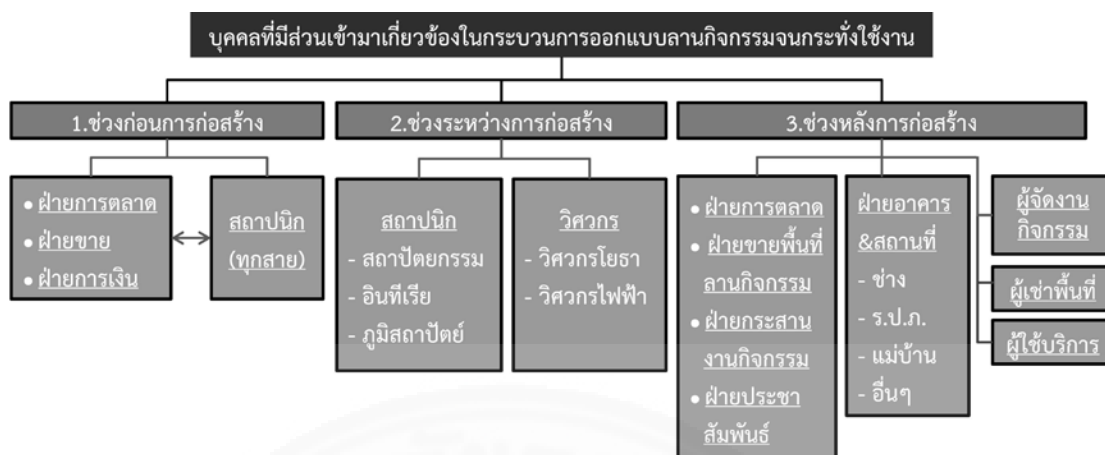 บุคคลที่มีส่วนเข้ามาเกี่ยวข้องในกระบวนการออกแบบลานกิจกรรมจนกระทั่งใช้งาน
1.ช่วงก่อนการก่อสร้าง
• ฝ่ายการตลาด
• ฝ่ายขาย
• ฝ่ายการเงิน
สถาปนิก
(ทุกสาย)
2.ช่วงระหว่างการก่อสร้าง
สถาปนิก
- สถาปัตยกรรม
- อินทีเรีย
- ภูมิสถาปัตย์
วิศวกร
- วิศวกรโยธา
- วิศวกรไฟฟ้า
3.ช่วงหลังการก่อสร้าง
• ฝ่ายการตลาด
• ฝ่ายขายพื้นที่
ลานกิจกรรม
• ฝ่ายกระสาน
งานกิจกรรม
• ฝ่ายประชา
สัมพันธ์
ฝ่ายอาคาร
&สถานที่
- ช่าง
- ร.ป.ภ.
- แม่บ้าน
- อื่นๆ
ผู้จัดงาน
กิจกรรม
ผู้เช่าพื้นที่
ผู้ใช้บริการ